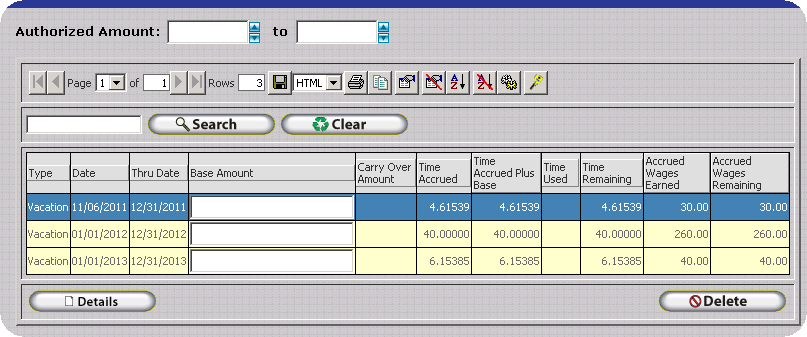 Authorized Amount: to
Page 1 of 1 Rows 3 HTML
Search Clear
Type Date Thru Date Base Amount Carry Over Amount Time Accrued Time Accrued Plus Base Time Used Time Remaining Accrued Wages Earned Accrued Wages Remaining
Vacation 11/06/2011 12/31/2011 4.61539 4.61539 4.61539 30.00 30.00
Vacation 01/01/2012 12/31/2012 40.00000 40.00000 40.00000 260.00 260.00
Vacation 01/01/2013 12/31/2013 6.15385 6.15385 6.15385 40.00 40.00
Details Delete